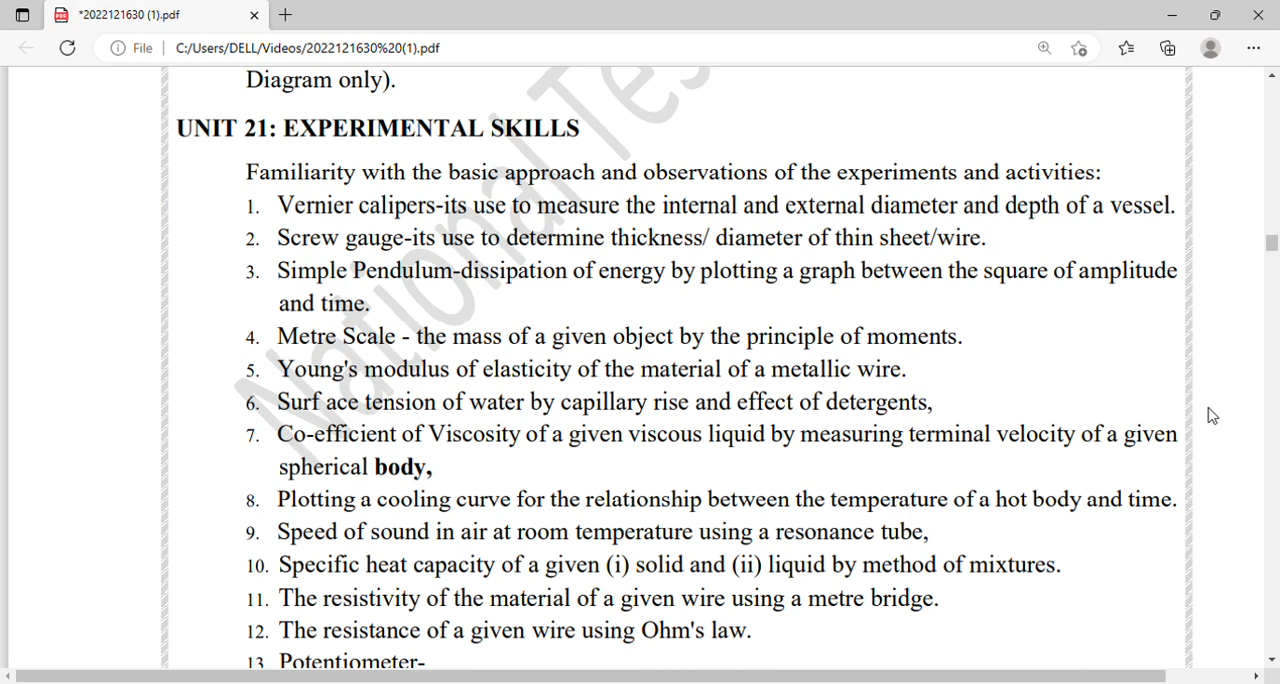 *2022121630 (1).pdf
File
C:/Users/DELL/Videos/2022121630%20(1).pdf
Diagram only).
UNIT 21: EXPERIMENTAL SKILLS
Familiarity with the basic approach and observations of the experiments and activities:
1. Vernier calipers-its use to measure the internal and external diameter and depth of a vessel.
2. Screw gauge-its use to determine thickness/ diameter of thin sheet/wire.
3. Simple Pendulum-dissipation of energy by plotting a graph between the square of amplitude
and time.
4. Metre Scale - the mass of a given object by the principle of moments.
5. Young's modulus of elasticity of the material of a metallic wire.
6. Surf ace tension of water by capillary rise and effect of detergents,
7. Co-efficient of Viscosity of a given viscous liquid by measuring terminal velocity of a given
spherical body,
8. Plotting a cooling curve for the relationship between the temperature of a hot body and time.
9. Speed of sound in air at room temperature using a resonance tube,
10. Specific heat capacity of a given (i) solid and (ii) liquid by method of mixtures.
11. The resistivity of the material of a given wire using a metre bridge.
12. The resistance of a given wire using Ohm's law.
13 Potentiometer-
National Tes